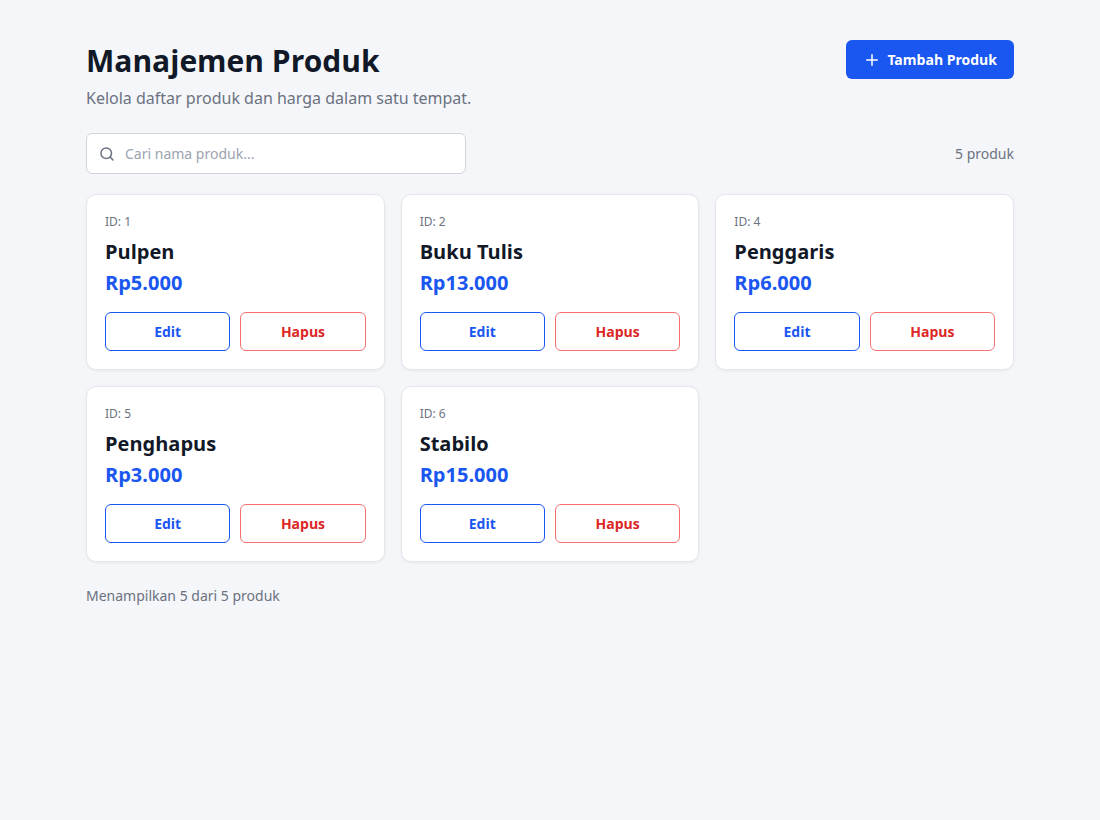 Manajemen Produk
Tambah Produk
Kelola daftar produk dan harga dalam satu tempat.
Cari nama produk...
5 produk
ID: 1
Pulpen
Rp5.000
Edit
Hapus
ID: 2
Buku Tulis
Rp13.000
Edit
Hapus
ID: 4
Penggaris
Rp6.000
Edit
Hapus
ID: 5
Penghapus
Rp3.000
Edit
Hapus
ID: 6
Stabilo
Rp15.000
Edit
Hapus
Menampilkan 5 dari 5 produk